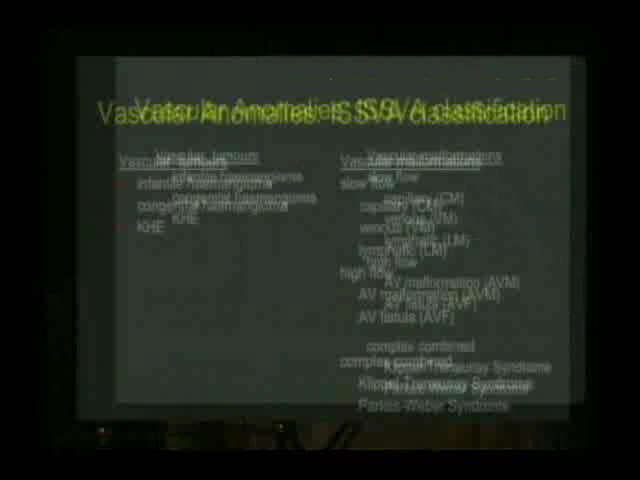 Vascular Anomalies: ISSVA classification
Vascular tumours
infantile haemangioma
congenital haemangioma
KHE
Vascular malformations
slow flow
capillary (CM)
venous (VM)
lymphatic (LM)
high flow
AV malformation (AVM)
AV fistula (AVF)
complex combined
Klippel Trenaunay Syndrome
Parkes-Weber Syndrome